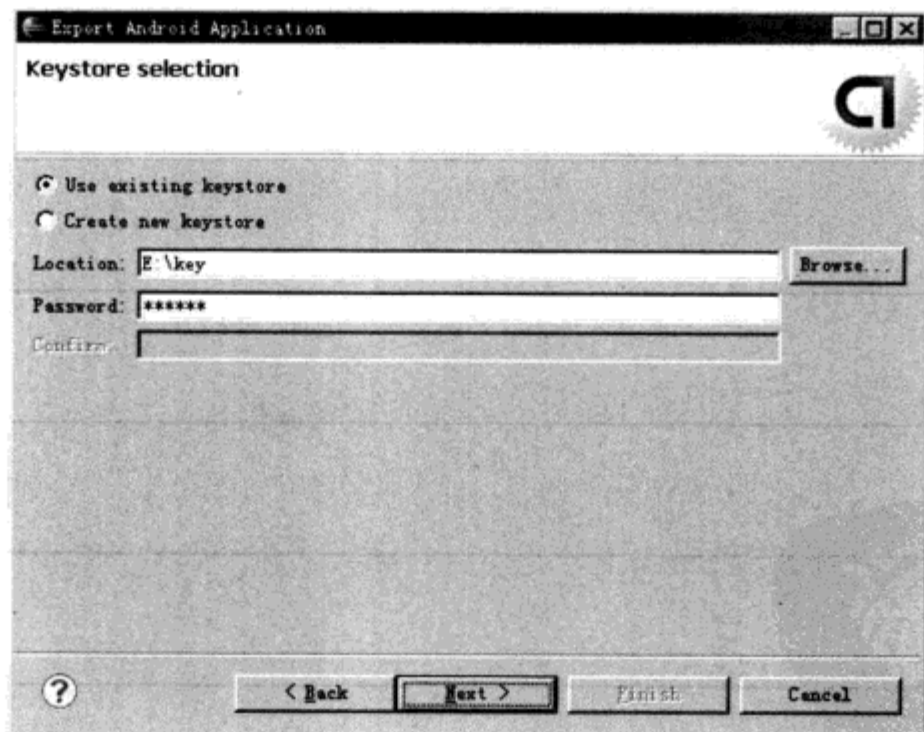 Export Android Application
Keystore selection
Use existing keystore
Create new keystore
Location: E:\key Browse...
Password: ******
Confirm:
? < Back Next > Finish Cancel